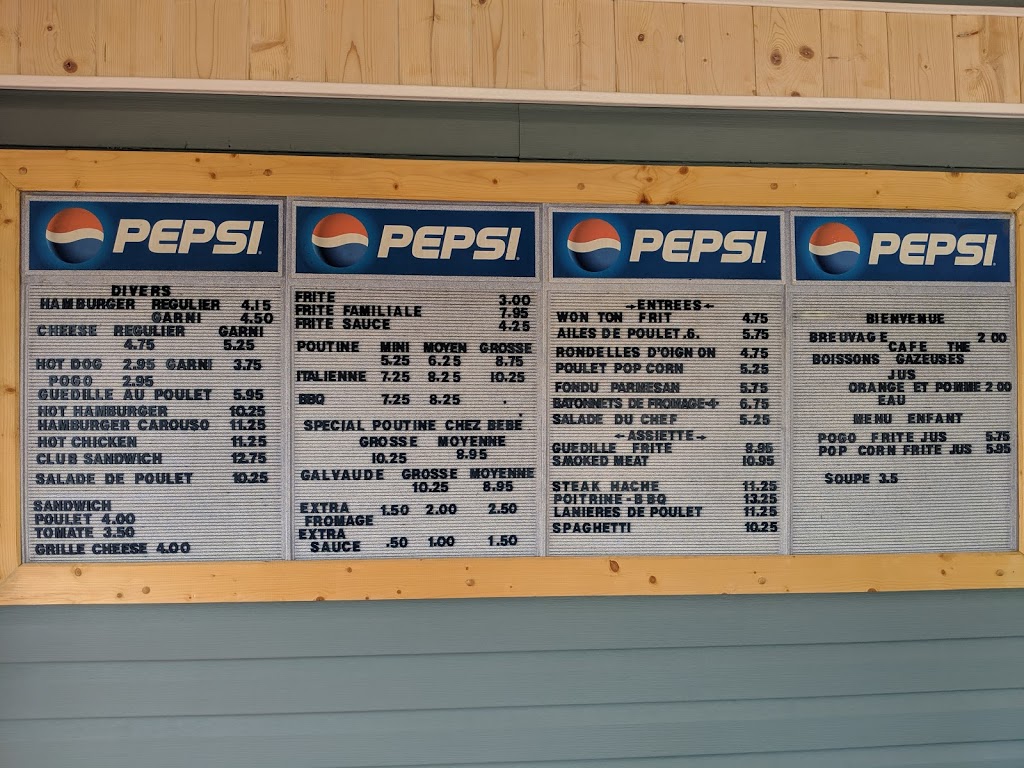 PEPSI
DIVERS
HAMBURGER REGULIER 4.15
GARNI 4.50
CHEESE REGULIER GARNI
4.75 5.25
HOT DOG 2.95 GARNI 3.75
POGO 2.95
GUEDILLE AU POULET 5.95
HOT HAMBURGER 10.25
HAMBURGER CAROUSO 11.25
HOT CHICKEN 11.25
CLUB SANDWICH 12.75
SALADE DE POULET 10.25
SANDWICH
POULET 4.00
TOMATE 3.50
GRILLE CHEESE 4.00
PEPSI
FRITE 3.00
FRITE FAMILIALE 7.95
FRITE SAUCE 4.25
POUTINE MINI MOYEN GROSSE
5.25 6.25 8.75
ITALIENNE 7.25 8.25 10.25
BBQ 7.25 8.25
SPECIAL POUTINE CHEZ BEBE
GROSSE MOYENNE
10.25 8.95
GALVAUDE GROSSE MOYENNE
10.25 8.95
EXTRA 1.50 2.00 2.50
FROMAGE
EXTRA
SAUCE .50 1.00 1.50
PEPSI
ENTREES
WON TON FRIT 4.75
AILES DE POULET .6. 5.75
RONDELLES D'OIGNON 4.75
POULET POP CORN 5.25
FONDU PARMESAN 5.75
BATONNETS DE FROMAGE-4- 6.75
SALADE DU CHEF 5.25
ASSIETTE
GUEDILLE FRITE 8.95
SMOKED MEAT 10.95
STEAK HACHE 11.25
POITRINE-BBQ 13.25
LANIERES DE POULET 11.25
SPAGHETTI 10.25
PEPSI
BIENVENUE
BREUVAGE 2 00
CAFE THE
BOISSONS GAZEUSES
JUS
ORANGE ET POMME 2 00
EAU
MENU ENFANT
POGO FRITE JUS 5.75
POP CORN FRITE JUS 5.95
SOUPE 3.5